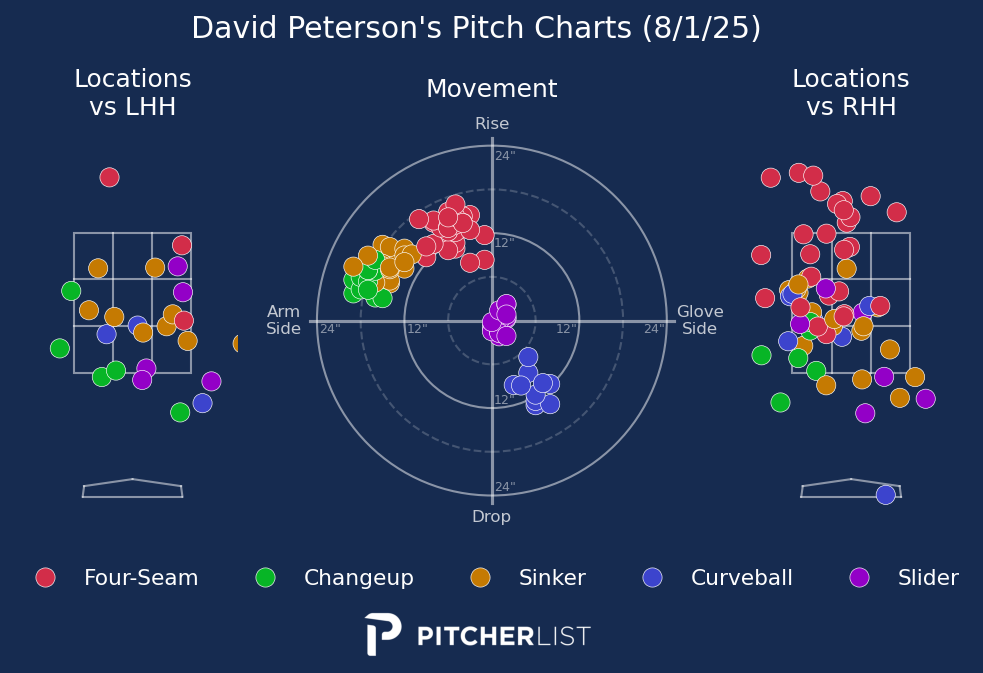 David Peterson's Pitch Charts (8/1/25)
Locations
vs LHH
Movement
Locations
vs RHH
Rise
24"
12"
Arm
Side
24"
12"
12"
24"
Glove
Side
12"
24"
Drop
Four-Seam
Changeup
Sinker
Curveball
Slider
PITCHERLIST